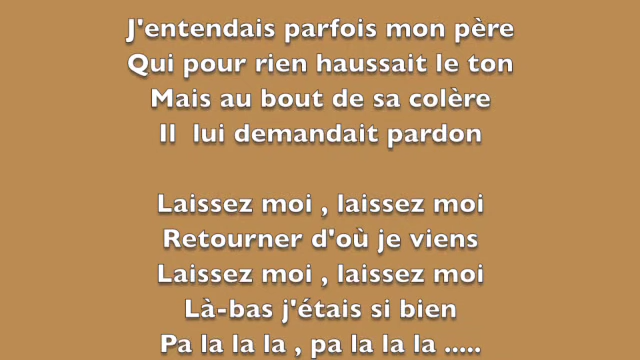 J'entendais parfois mon père
Qui pour rien haussait le ton
Mais au bout de sa colère
Il  lui demandait pardon

Laissez moi , laissez moi
Retourner d'où je viens
Laissez moi , laissez moi
Là-bas j'étais si bien
Pa la la la , pa la la la .....